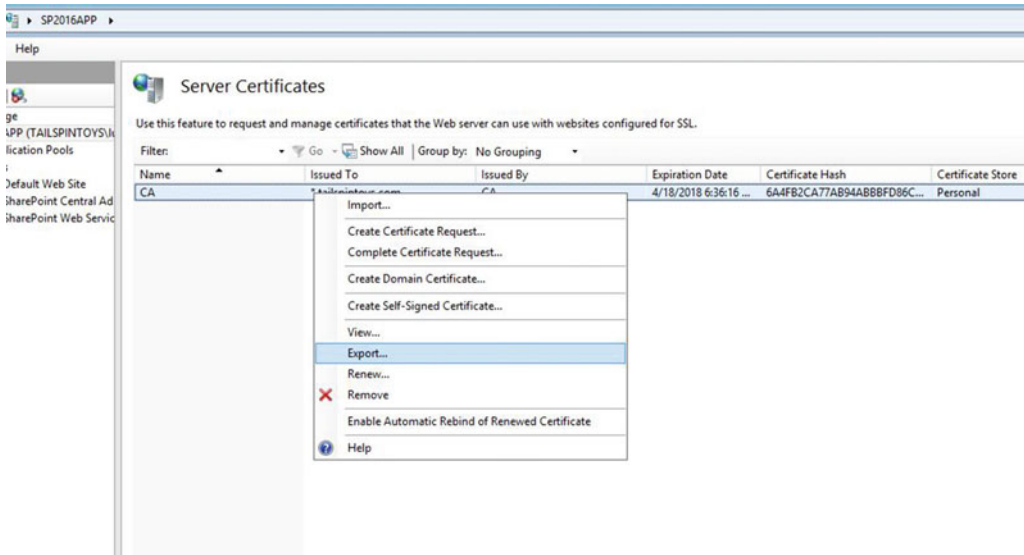 SP2016APP
Help
Server Certificates
ge
Use this feature to request and manage certificates that the Web server can use with websites configured for SSL.
APP (TAILSPINTOYS\
lication Pools
Filter: Go Show All Group by: No Grouping
Name Issued To Issued By Expiration Date Certificate Hash Certificate Store
Default Web Site
CA *.tailspintoys.com CA 4/18/2018 6:36:16 ... 6A4FB2CA77AB94ABBBFD86C... Personal
SharePoint Central Ad
SharePoint Web Servic
Import...
Create Certificate Request...
Complete Certificate Request...
Create Domain Certificate...
Create Self-Signed Certificate...
View...
Export...
Renew...
Remove
Enable Automatic Rebind of Renewed Certificate
Help